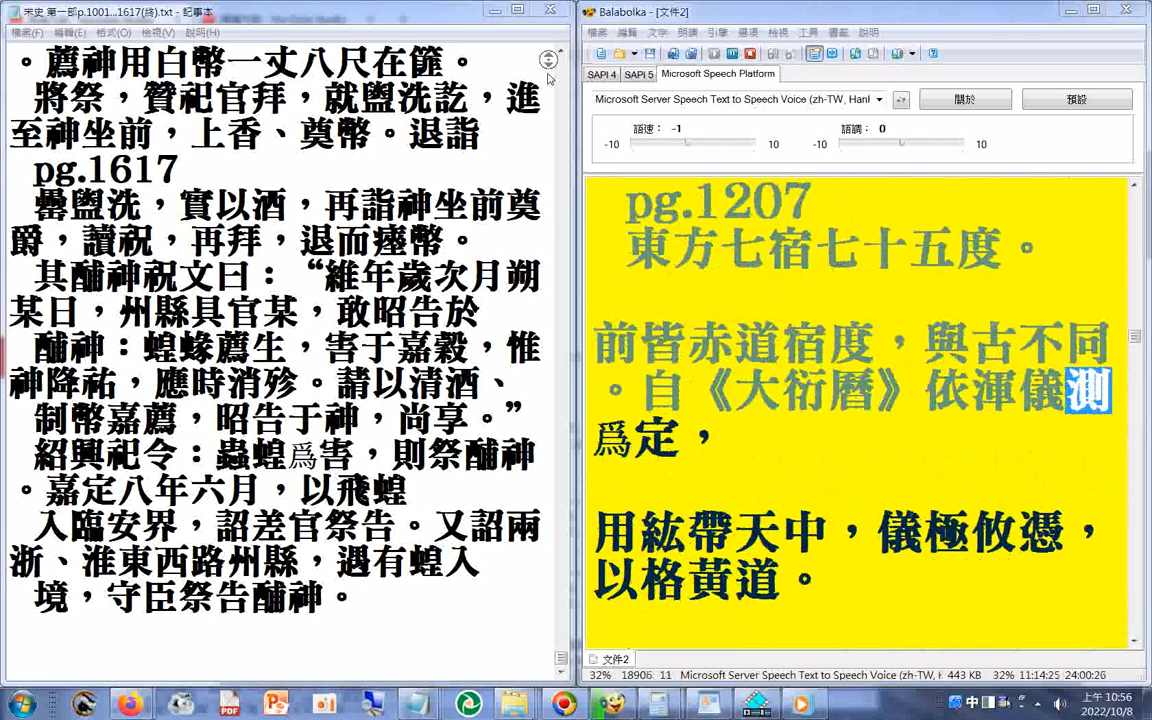 宋史 第一部p.1001...1617(終).txt - 記事本
檔案(F) 編輯(E) 格式(O) 檢視(V) 說明(H)
。薦神用白幣一丈八尺在篚。
將祭，贊祀官拜，就盥洗訖，進
至神坐前，上香、奠幣。退詣
pg.1617
罍盥洗，實以酒，再詣神坐前奠
爵，讀祝，再拜，退而瘞幣。
其酺神祝文曰：“維年歲次月朔
某日，州縣具官某，敢昭告於
酺神：蝗蝝薦生，害于嘉穀，惟
神降祐，應時消殄。請以清酒、
制幣嘉薦，昭告于神，尚享。”
紹興祀令：蟲蝗爲害，則祭酺神
。嘉定八年六月，以飛蝗
入臨安界，詔差官祭告。又詔兩
浙、淮東西路州縣，遇有蝗入
境，守臣祭告酺神。
Balabolka - [文件2]
檔案 編輯 文字 朗讀 引擎 選項 檢視 工具 書籤 說明
SAPI 4 SAPI 5 Microsoft Speech Platform
Microsoft Server Speech Text to Speech Voice (zh-TW, Hanl
關於 預設
語速： -1 語調： 0
-10 10 -10 10
pg.1207
東方七宿七十五度。
前皆赤道宿度，與古不同
。自《大衍曆》依渾儀測
爲定，
用紘帶天中，儀極攸憑，
以格黃道。
文件2
32% 18906: 11 Microsoft Server Speech Text to Speech Voice (zh-TW, 443 KB 32% 11:14:25 24:00:26
中
上午 10:56
2022/10/8